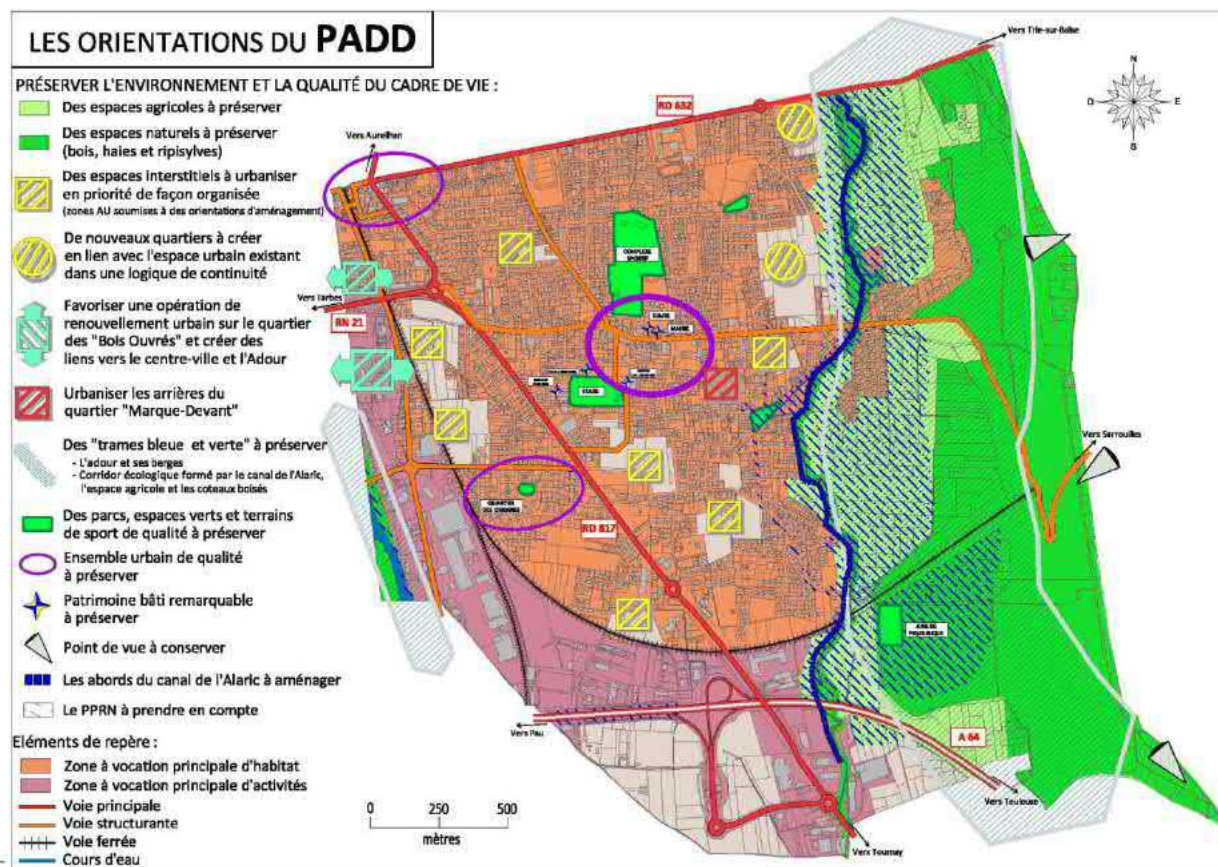 LES ORIENTATIONS DU PADD
PRÉSERVER L'ENVIRONNEMENT ET LA QUALITÉ DU CADRE DE VIE :
Des espaces agricoles à préserver
Des espaces naturels à préserver
(bois, haies et ripisylves)
Des espaces interstitiels à urbaniser
en priorité de façon organisée
(zones AU soumises à des orientations d'aménagement)
De nouveaux quartiers à créer
en lien avec l'espace urbain existant
dans une logique de continuité
Favoriser une opération de
renouvellement urbain sur le quartier
des "Bois Ouvrés" et créer des
liens vers le centre-ville et l'Adour
Urbaniser les arrières du
quartier "Marque-Devant"
Des "trames bleue et verte" à préserver
- L'adour et ses berges
- Corridor écologique formé par le canal de l'Alaric,
l'espace agricole et les coteaux boisés
Des parcs, espaces verts et terrains
de sport de qualité à préserver
Ensemble urbain de qualité
à préserver
Patrimoine bâti remarquable
à préserver
Point de vue à conserver
Les abords du canal de l'Alaric à aménager
Le PPRN à prendre en compte
Eléments de repère :
Zone à vocation principale d'habitat
Zone à vocation principale d'activités
Voie principale
Voie structurante
Voie ferrée
Cours d'eau
0 250 500
mètres
Vers Trie-sur-Baïse
N
O E
S
RD 632
Vers Aureilhan
COMPLEXE
SPORTIF
Vers Tarbes
RN 21
MAIRIE
STADE
Vers Sarrouilles
QUARTIER
RD 817
Vers Pau
A 64
Vers Toulouse
Vers Tournay